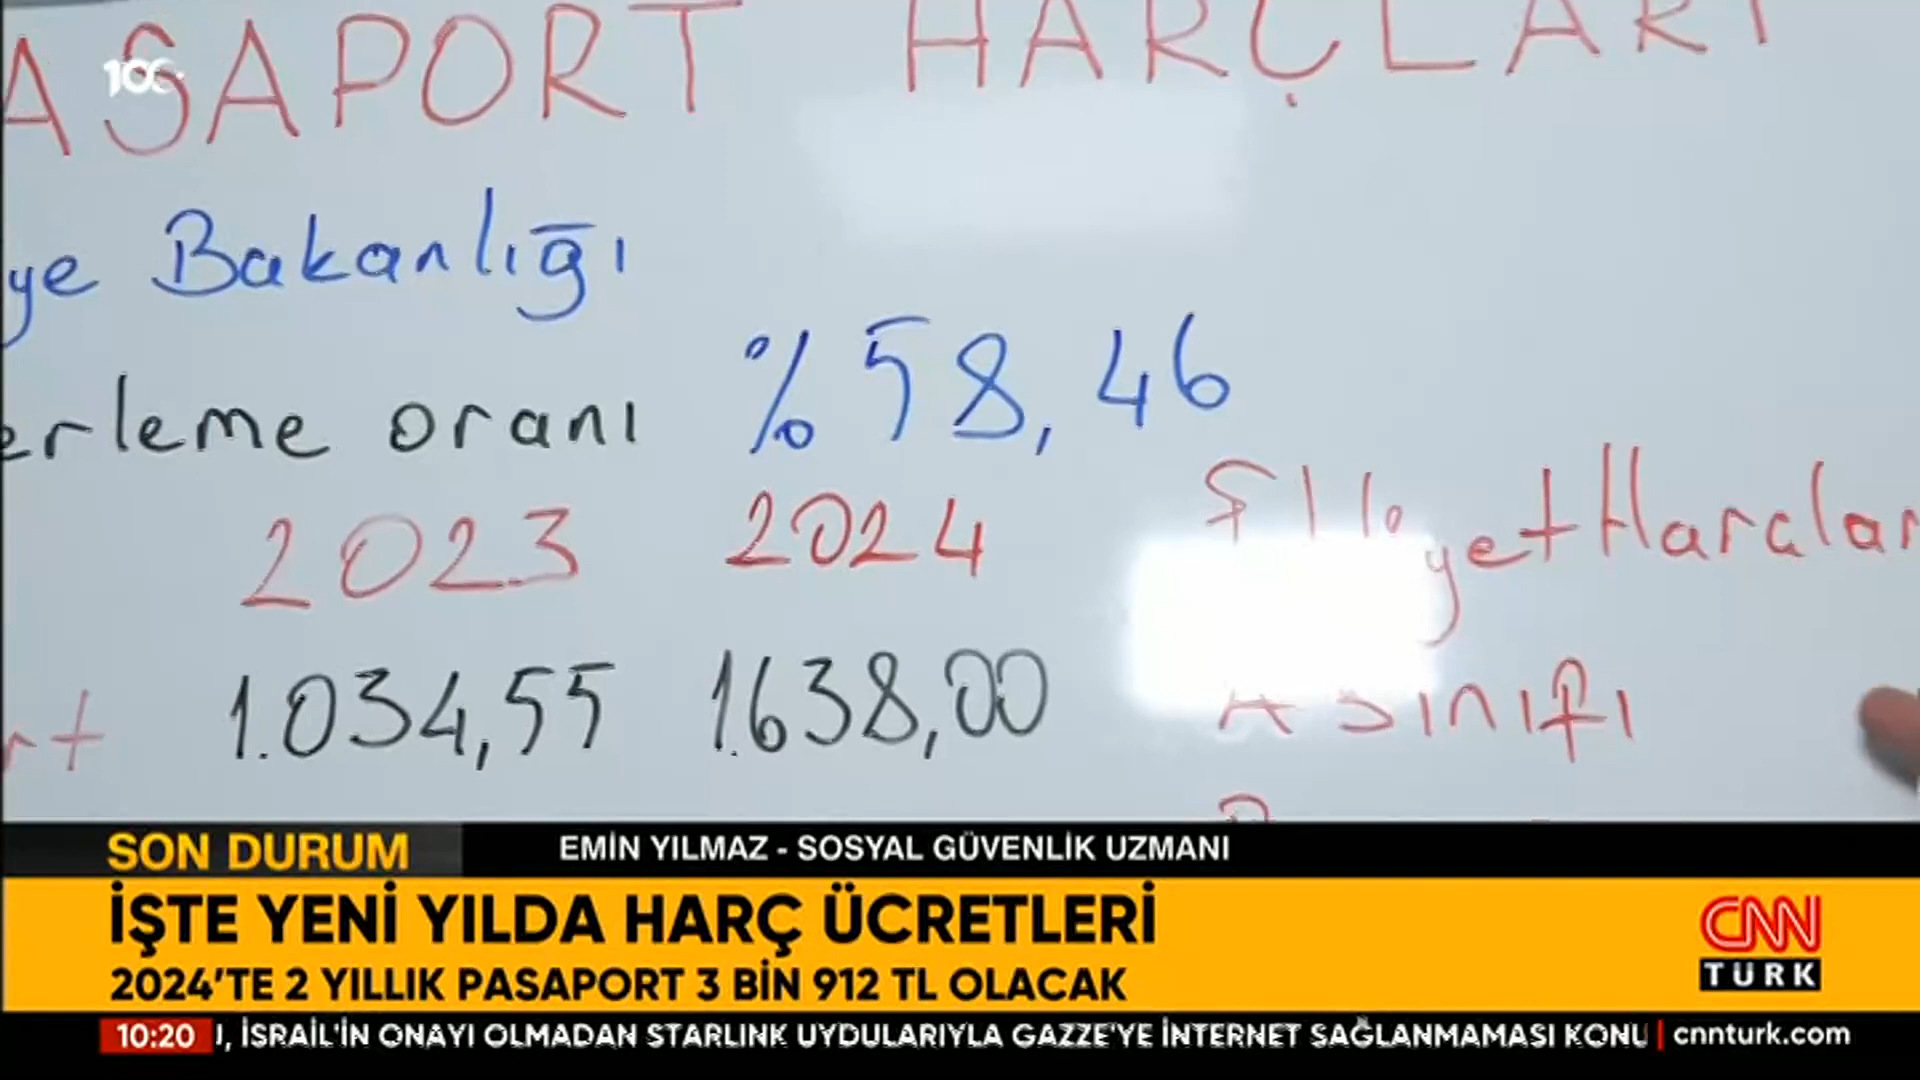 ASAPORT HARÇLARI
ye Bakanlığı
erleme oranı %58,46
2023 2024
yet Harçlar
1.034,55 1.638,00
A Sınıfı
rt
100
SON DURUM
EMİN YILMAZ - SOSYAL GÜVENLİK UZMANI
İŞTE YENİ YILDA HARÇ ÜCRETLERİ
2024'TE 2 YILLIK PASAPORT 3 BİN 912 TL OLACAK
CNN TÜRK
10:20 , İSRAİL'İN ONAYI OLMADAN STARLINK UYDULARIYLA GAZZE'YE İNTERNET SAĞLANMAMASI KONU cnnturk.com